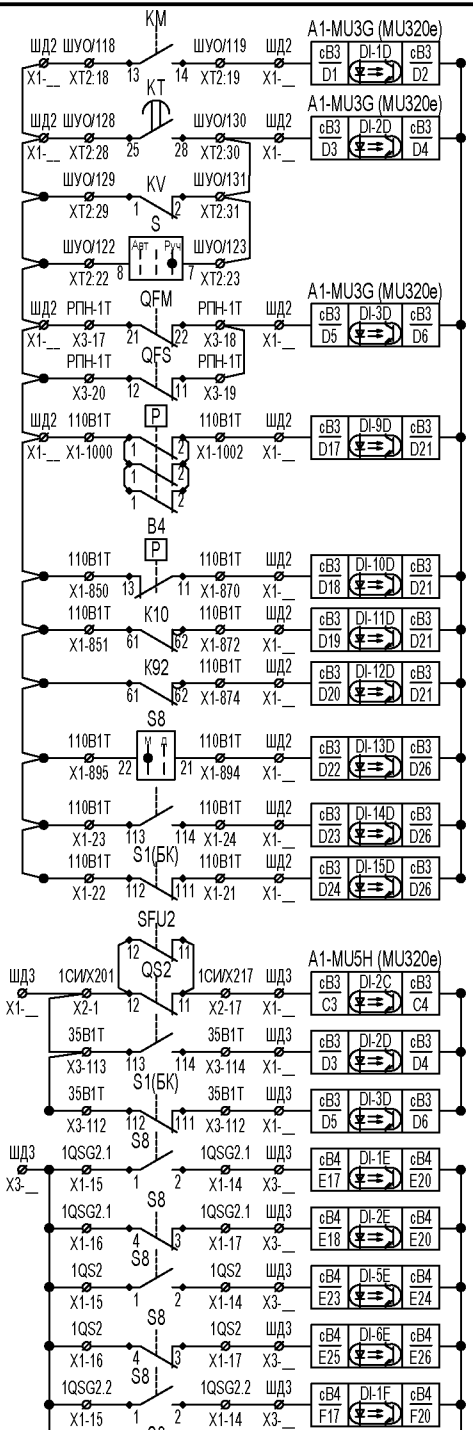 KM A1-MU3G (MU320e)
ШД2 ШУО/118 ШУО/119 ШД2 cB3 DI-1D cB3
X1-__ XT2:18 13 14 XT2:19 X1-__ D1 D2
KT A1-MU3G (MU320e)
ШД2 ШУО/128 ШУО/130 ШД2 cB3 DI-2D cB3
X1-__ XT2:28 25 28 XT2:30 X1-__ D3 D4
ШУО/129 KV ШУО/131
XT2:29 1 2 XT2:31
S
ШУО/122 Авт Руч ШУО/123
XT2:22 8 7 XT2:23
QFM A1-MU3G (MU320e)
ШД2 РПН-1Т РПН-1Т ШД2 cB3 DI-3D cB3
X1-__ X3-17 21 22 X3-18 X1-__ D5 D6
РПН-1Т QFS РПН-1Т
X3-20 12 11 X3-19
P
ШД2 110В1Т 110В1Т ШД2 cB3 DI-9D cB3
X1-__ X1-1000 1 2 X1-1002 X1-__ D17 D21
1 2
1 2
B4
P
110В1Т 110В1Т ШД2 cB3 DI-10D cB3
X1-850 13 11 X1-870 X1-__ D18 D21
110В1Т K10 110В1Т ШД2 cB3 DI-11D cB3
X1-851 61 62 X1-872 X1-__ D19 D21
K92 110В1Т ШД2 cB3 DI-12D cB3
61 62 X1-874 X1-__ D20 D21
S8
110В1Т М Д 110В1Т ШД2 cB3 DI-13D cB3
X1-895 22 21 X1-894 X1-__ D22 D26
110В1Т 110В1Т ШД2 cB3 DI-14D cB3
X1-23 113 114 X1-24 X1-__ D23 D26
110В1Т S1(БК) 110В1Т ШД2 cB3 DI-15D cB3
X1-22 112 111 X1-21 X1-__ D24 D26
SFU2
12 11 A1-MU5H (MU320e)
ШД3 1СИ/X201 QS2 1СИ/X217 ШД3 cB3 DI-2C cB3
X1-__ X2-1 12 11 X2-17 X1-__ C3 C4
35В1Т 35В1Т ШД3 cB3 DI-2D cB3
X3-113 113 114 X3-114 X1-__ D3 D4
35В1Т S1(БК) 35В1Т ШД3 cB3 DI-3D cB3
X3-112 112 111 X3-112 X1-__ D5 D6
S8
ШД3 1QSG2.1 1QSG2.1 ШД3 cB4 DI-1E cB4
X3-__ X1-15 1 2 X1-14 X3-__ E17 E20
1QSG2.1 S8 1QSG2.1 ШД3 cB4 DI-2E cB4
X1-16 4 3 X1-17 X3-__ E18 E20
1QS2 S8 1QS2 ШД3 cB4 DI-5E cB4
X1-15 1 2 X1-14 X3-__ E23 E24
S8
1QS2 1QS2 ШД3 cB4 DI-6E cB4
X1-16 4 3 X1-17 X3-__ E25 E26
1QSG2.2 S8 1QSG2.2 ШД3 cB4 DI-1F cB4
X1-15 1 2 X1-14 X3-__ F17 F20